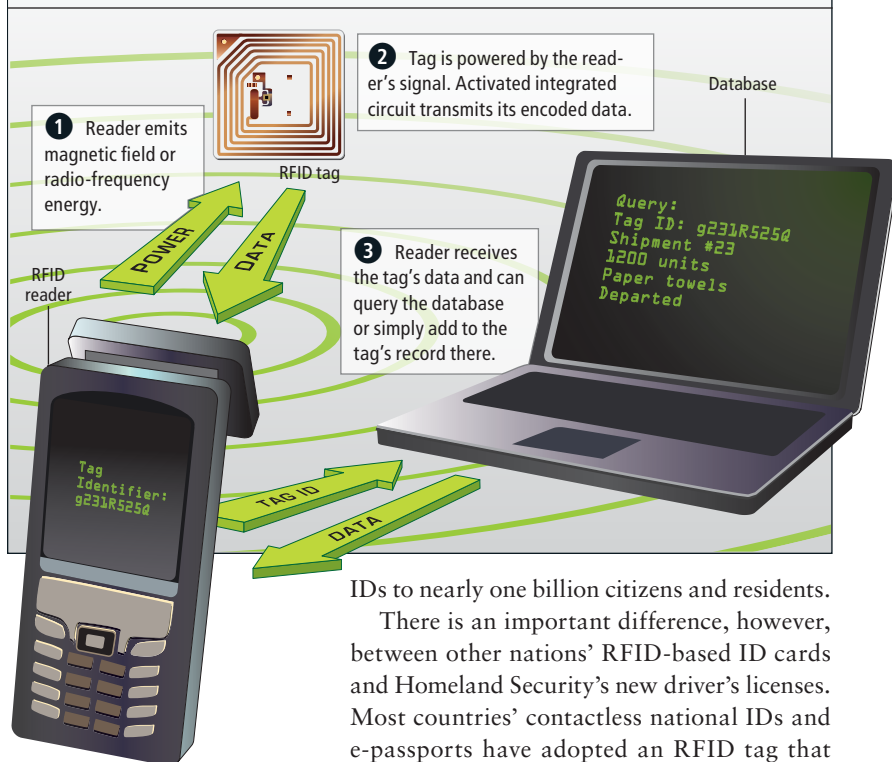 1 Reader emits
magnetic field or
radio-frequency
energy.
2 Tag is powered by the read-
er's signal. Activated integrated
circuit transmits its encoded data.
RFID tag
Database
POWER
DATA
3 Reader receives
the tag's data and can
query the database
or simply add to the
tag's record there.
RFID
reader
Query:
Tag ID: g231R525Q
Shipment #23
1200 units
Paper towels
Departed
Tag
Identifier:
g231R525Q
TAG ID
DATA
IDs to nearly one billion citizens and residents.
There is an important difference, however,
between other nations' RFID-based ID cards
and Homeland Security's new driver's licenses.
Most countries' contactless national IDs and
e-passports have adopted an RFID tag that